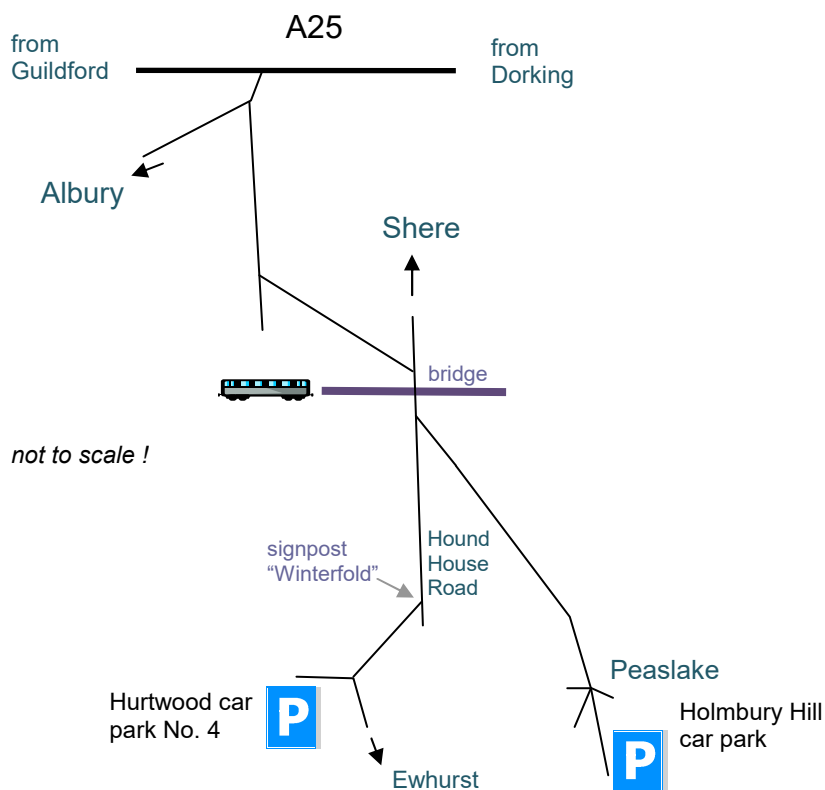 A25
from
Guildford
from
Dorking
Albury
Shere
bridge
not to scale !
signpost
“Winterfold”
Hound
House
Road
Peaslake
Hurtwood car
park No. 4
P
Holmbury Hill
car park
P
Ewhurst